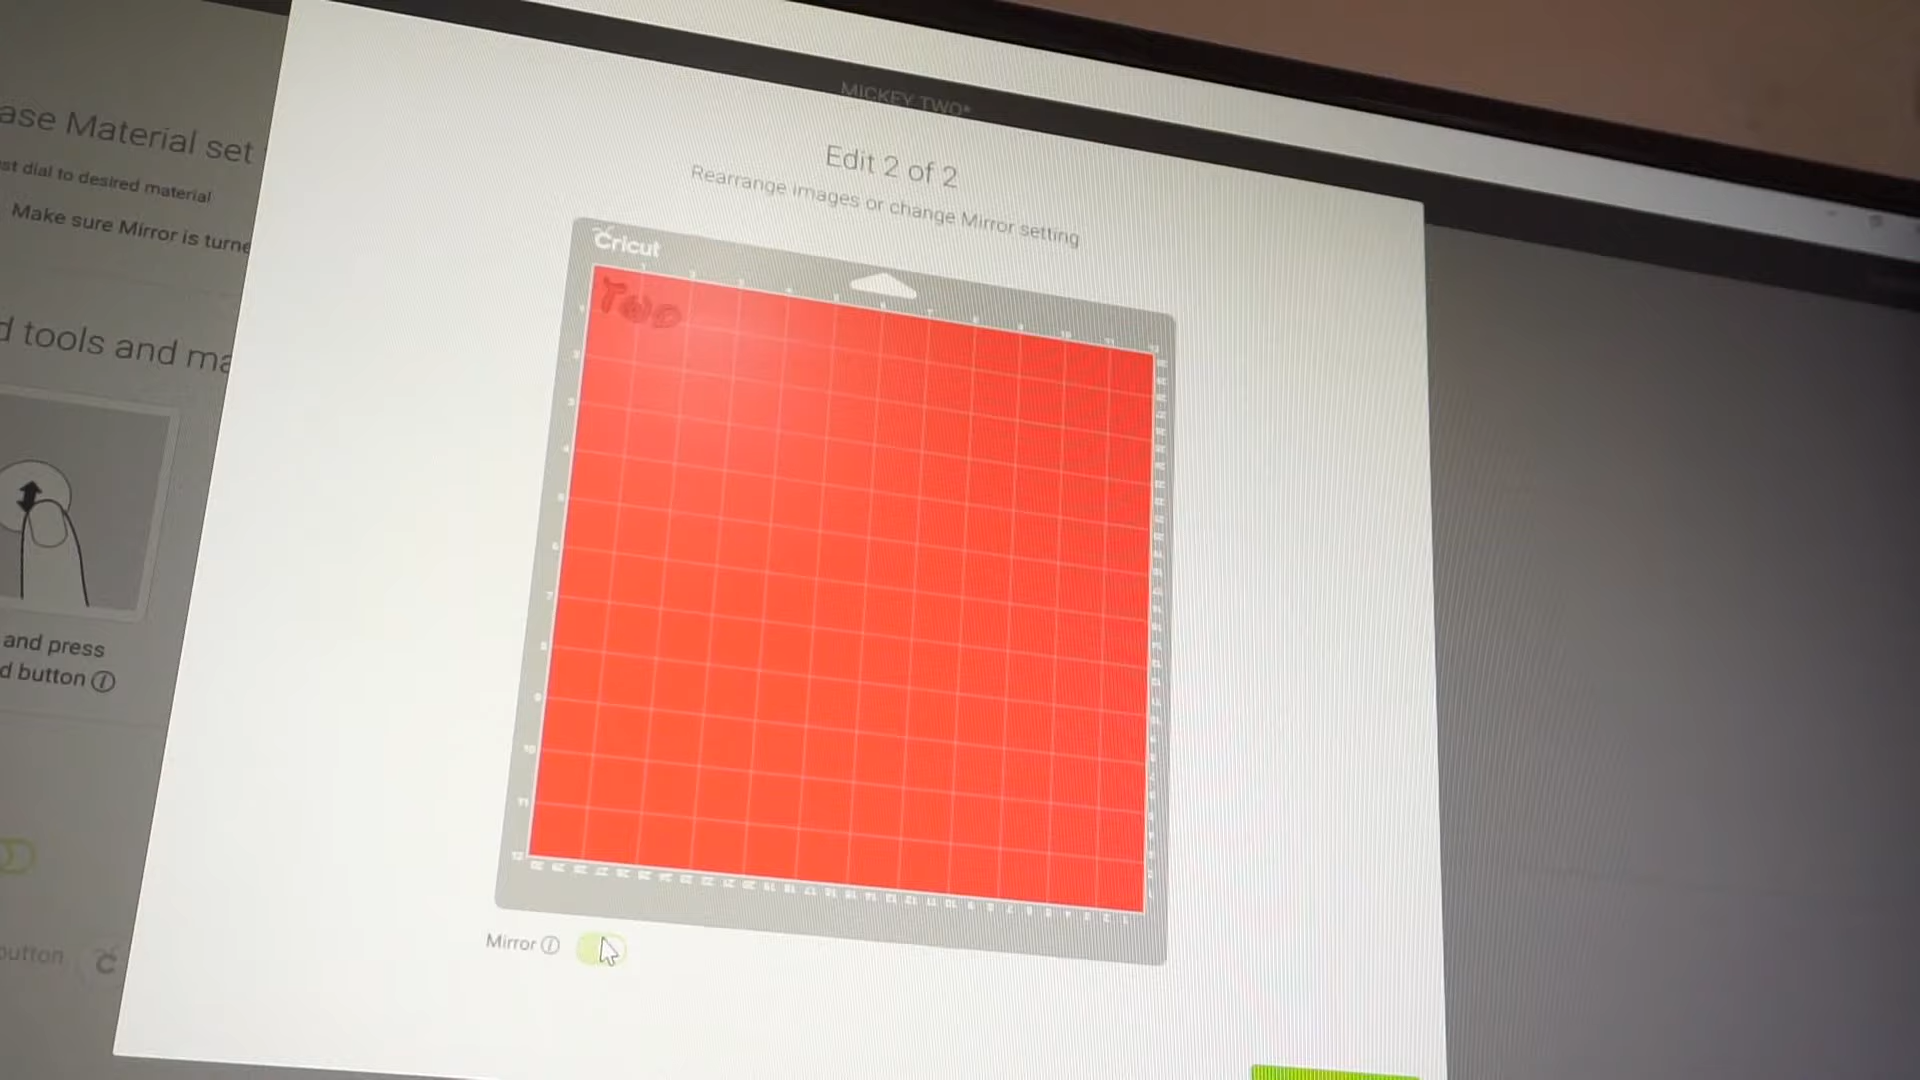 MICKEY TWO*
Edit 2 of 2
Rearrange images or change Mirror setting
Cricut
TWO
Mirror
ase Material set
st dial to desired material
Make sure Mirror is turne
d tools and ma
and press
d button
button